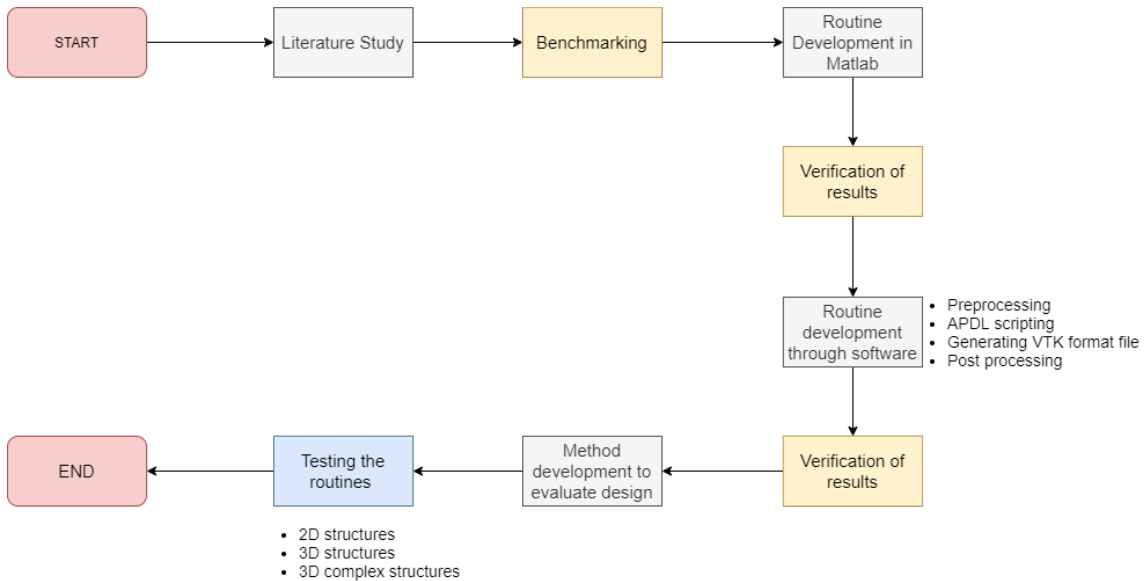 START
Literature Study
Benchmarking
Routine
Development in
Matlab
Verification of
results
Routine
development
through software
• Preprocessing
• APDL scripting
• Generating VTK format file
• Post processing
Verification of
results
Method
development to
evaluate design
Testing the
routines
• 2D structures
• 3D structures
• 3D complex structures
END